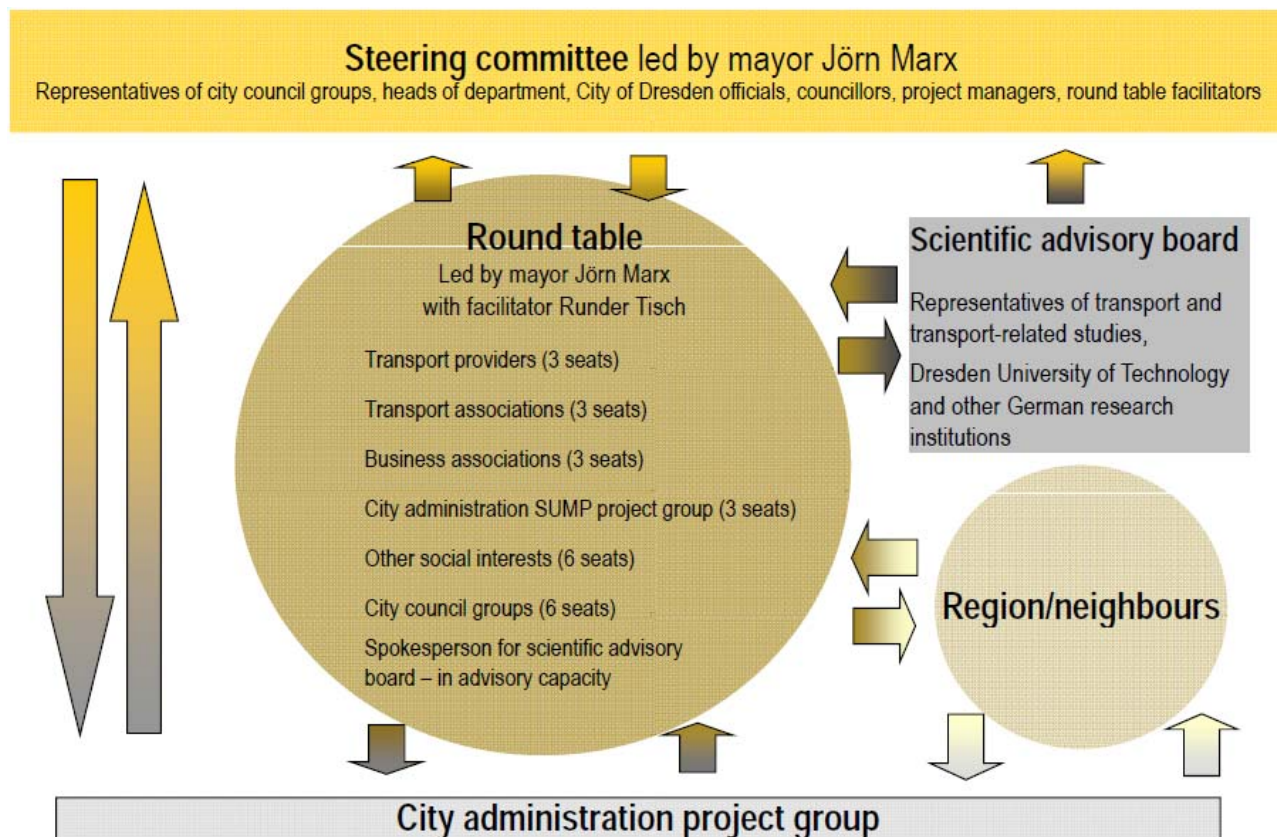 Steering committee led by mayor Jörn Marx
Representatives of city council groups, heads of department, City of Dresden officials, councillors, project managers, round table facilitators
Round table
Led by mayor Jörn Marx
with facilitator Runder Tisch
Transport providers (3 seats)
Transport associations (3 seats)
Business associations (3 seats)
City administration SUMP project group (3 seats)
Other social interests (6 seats)
City council groups (6 seats)
Spokesperson for scientific advisory
board – in advisory capacity
Scientific advisory board
Representatives of transport and
transport-related studies,
Dresden University of Technology
and other German research
institutions
Region/neighbours
City administration project group